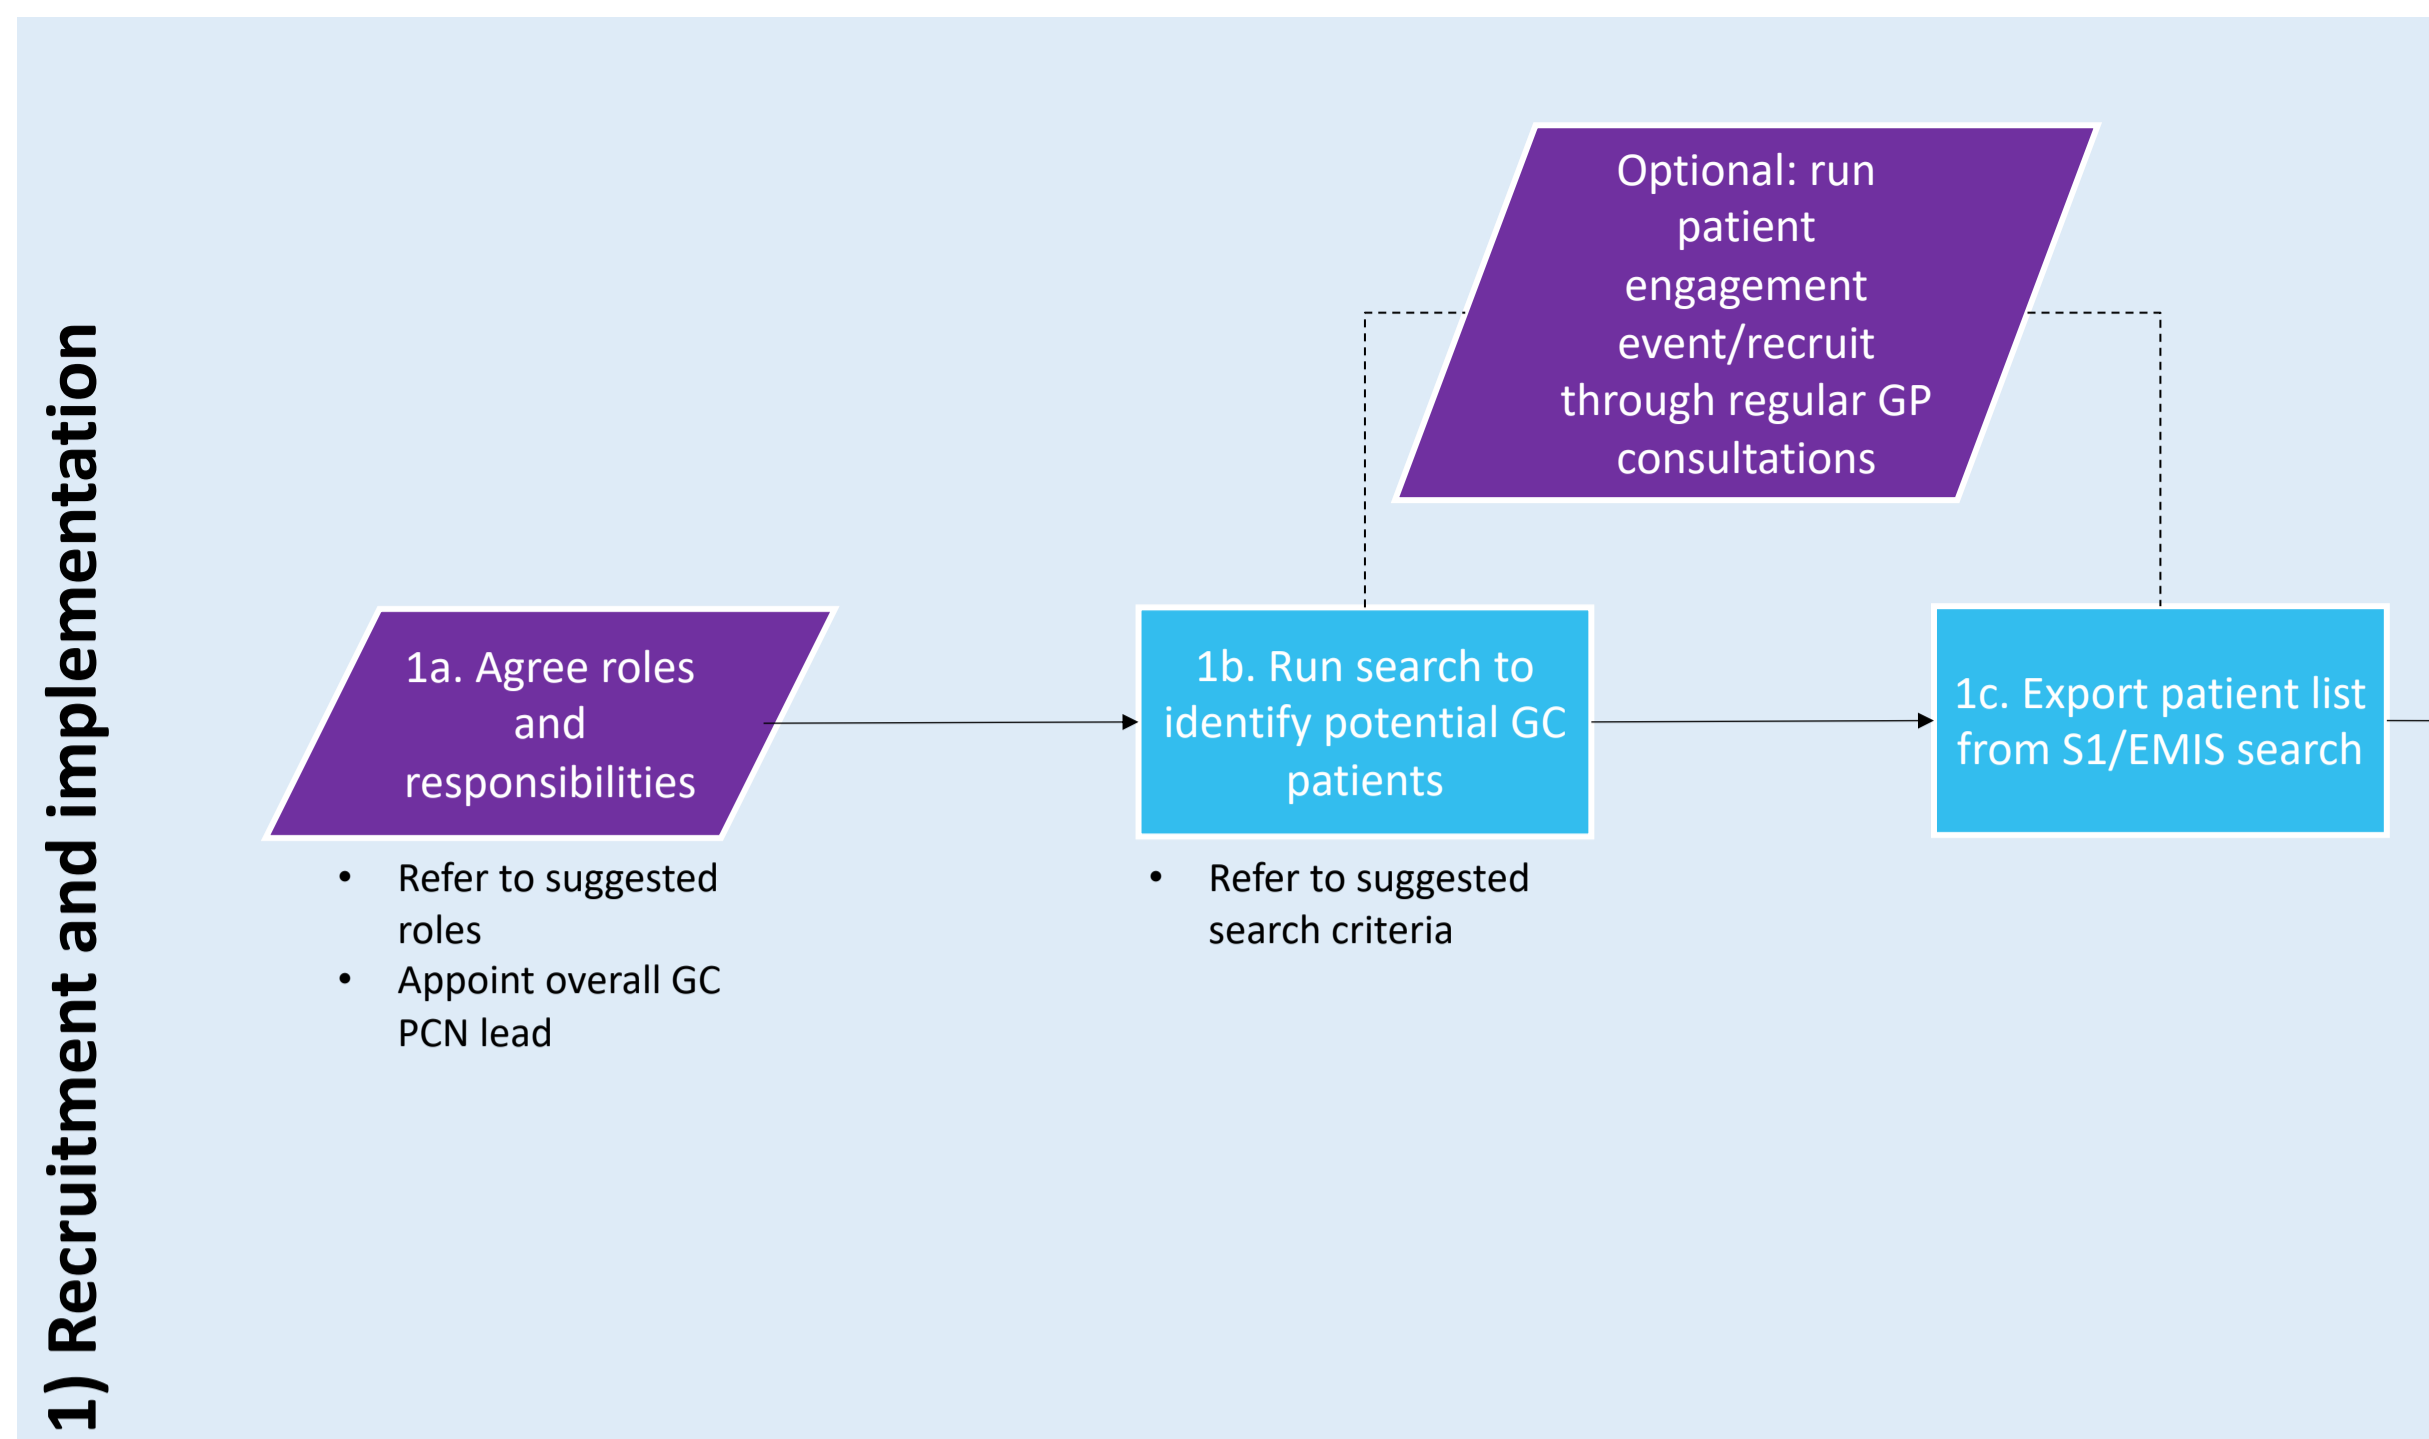 1) Recruitment and implementation
Optional: run
patient
engagement
event/recruit
through regular GP
consultations
1a. Agree roles
and
responsibilities
• Refer to suggested
roles
• Appoint overall GC
PCN lead
1b. Run search to
identify potential GC
patients
• Refer to suggested
search criteria
1c. Export patient list
from S1/EMIS search